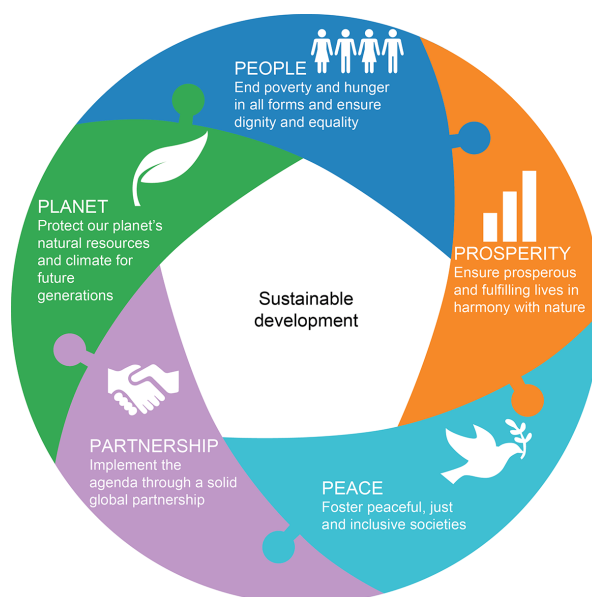 PEOPLE
End poverty and hunger
in all forms and ensure
dignity and equality
PROSPERITY
Ensure prosperous
and fulfilling lives in
harmony with nature
PEACE
Foster peaceful, just
and inclusive societies
PARTNERSHIP
Implement the
agenda through a solid
global partnership
PLANET
Protect our planet’s
natural resources
and climate for
future
generations
Sustainable
development